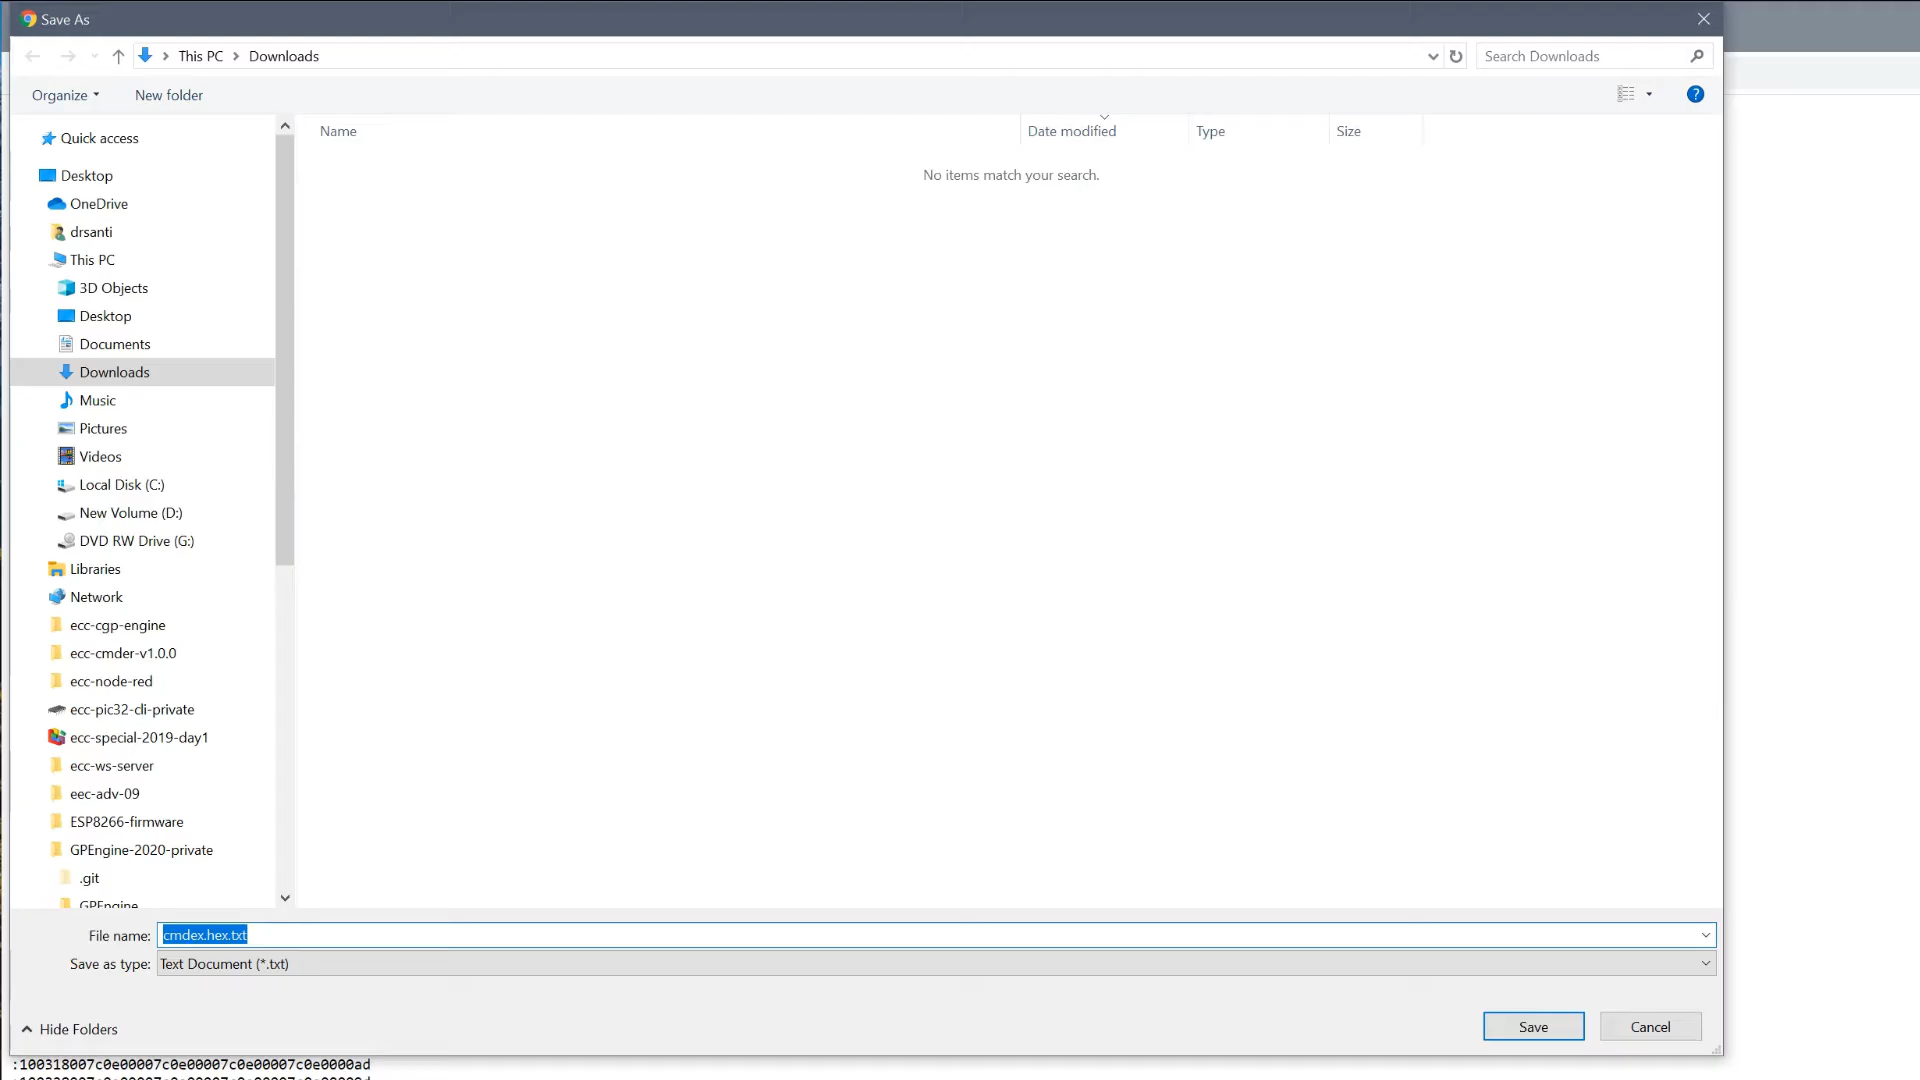 Save As
This PC > Downloads
Search Downloads
Organize
New folder
?
Name
Date modified
Type
Size
No items match your search.
Quick access
Desktop
OneDrive
drsanti
This PC
3D Objects
Desktop
Documents
Downloads
Music
Pictures
Videos
Local Disk (C:)
New Volume (D:)
DVD RW Drive (G:)
Libraries
Network
ecc-cgp-engine
ecc-cmder-v1.0.0
ecc-node-red
ecc-pic32-cli-private
ecc-special-2019-day1
ecc-ws-server
eec-adv-09
ESP8266-firmware
GPEngine-2020-private
.git
GPEngine
File name: cmdex.hex.txt
Save as type: Text Document (*.txt)
Hide Folders
Save
Cancel
:100318007c0e00007c0e00007c0e00007c0e0000ad